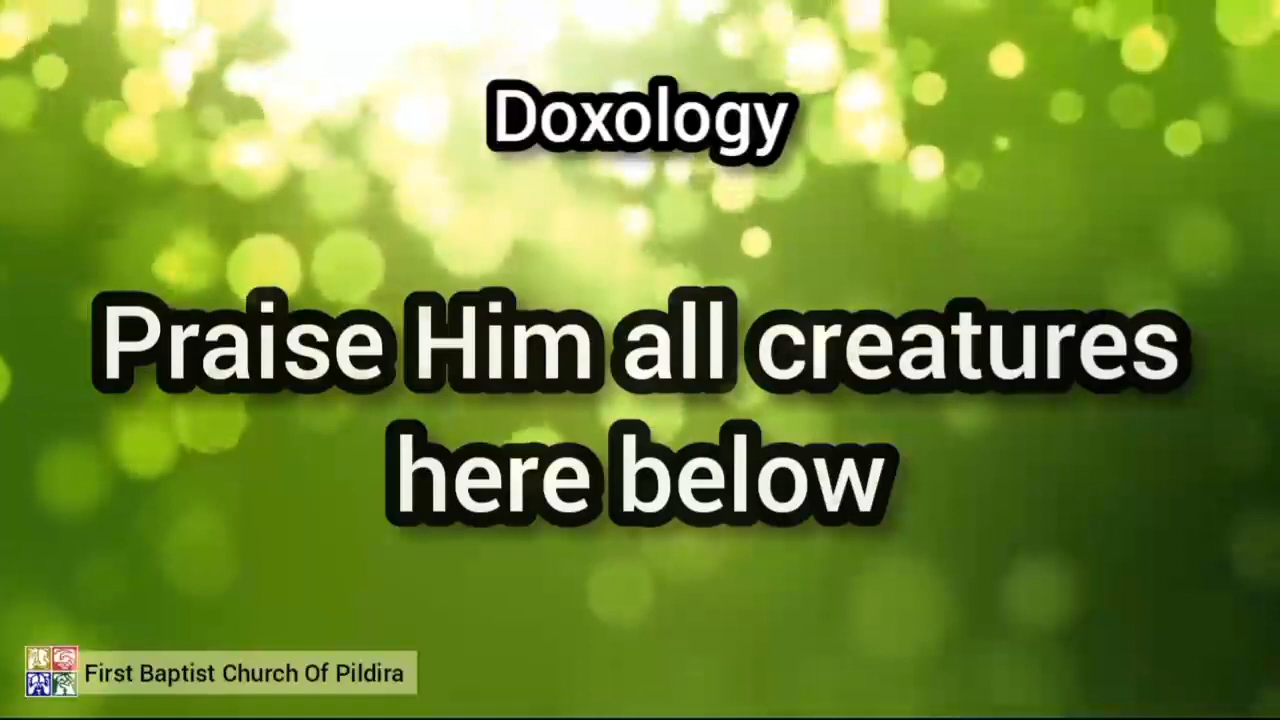 Doxology
Praise Him all creatures
here below
First Baptist Church Of Pildira